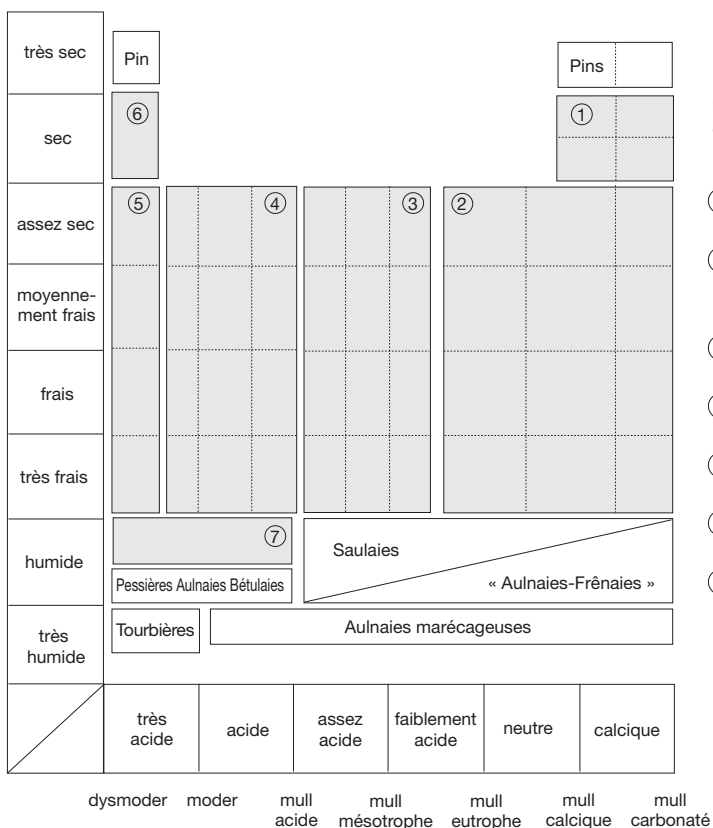 très sec
Pin
Pins
sec
⑥
①
assez sec
⑤
④
③
②
moyenne-
ment frais
frais
très frais
humide
⑦
Saulaies
Pessières Aulnaies Bétulaies
« Aulnaies-Frênaies »
très
humide
Tourbières
Aulnaies marécageuses
très
acide
acide
assez
acide
faiblement
acide
neutre
calcique
dysmoder
moder
mull
acide
mull
mésotrophe
mull
eutrophe
mull
calcique
mull
carbonaté